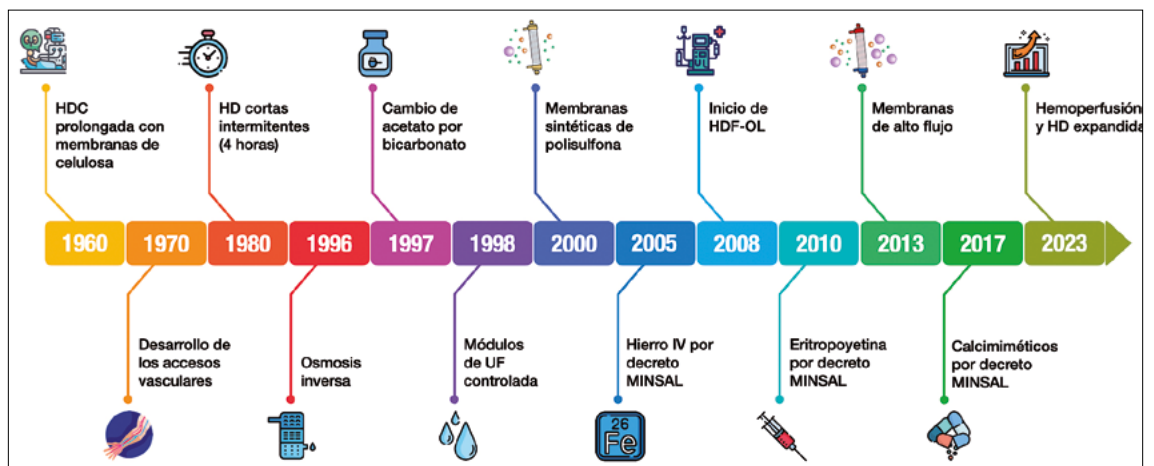 HDC
prolongada con
membranas de
celulosa
HD cortas
intermitentes
(4 horas)
Cambio de
acetato por
bicarbonato
Membranas
sintéticas de
polisulfona
Inicio de
HDF-OL
Membranas
de alto flujo
Hemoperfusión
y HD expandida
1960 1970 1980 1996 1997 1998 2000 2005 2008 2010 2013 2017 2023
Desarrollo de
los accesos
vasculares
Osmosis
inversa
Módulos
de UF
controlada
Hierro IV por
decreto
MINSAL
Eritropoyetina
por decreto
MINSAL
Calcimiméticos
por decreto
MINSAL
26
Fe